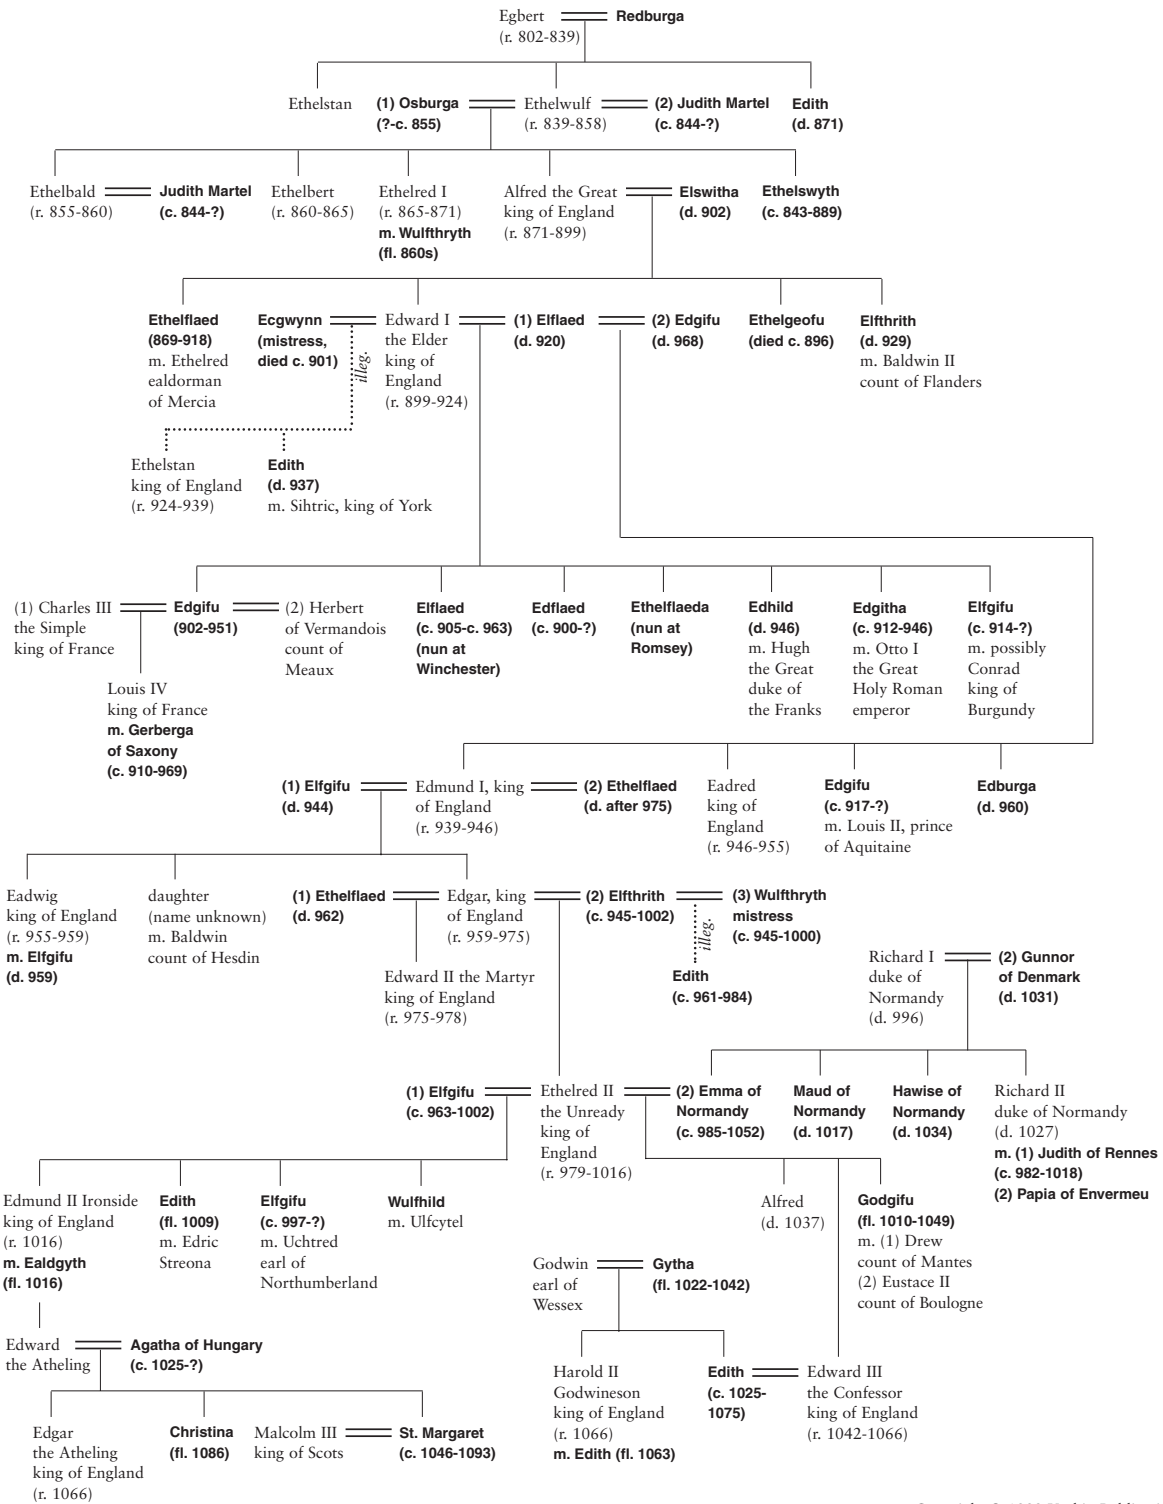 Egbert
(r. 802-839)
Redburga
Ethelstan
(1) Osburga
(?-c. 855)
Ethelwulf
(r. 839-858)
(2) Judith Martel
(c. 844-?)
Edith
(d. 871)
Ethelbald
(r. 855-860)
Judith Martel
(c. 844-?)
Ethelbert
(r. 860-865)
Ethelred I
(r. 865-871)
m. Wulfthryth
(fl. 860s)
Alfred the Great
king of England
(r. 871-899)
Elswitha
(d. 902)
Ethelswyth
(c. 843-889)
Ethelflaed
(869-918)
m. Ethelred
ealdorman
of Mercia
Ecgwynn
(mistress,
died c. 901)
illeg.
Edward I
the Elder
king of
England
(r. 899-924)
(1) Elflaed
(d. 920)
(2) Edgifu
(d. 968)
Ethelgeofu
(died c. 896)
Elfthrith
(d. 929)
m. Baldwin II
count of Flanders
Ethelstan
king of England
(r. 924-939)
Edith
(d. 937)
m. Sihtric, king of York
(1) Charles III
the Simple
king of France
Edgifu
(902-951)
(2) Herbert
of Vermandois
count of
Meaux
Elflaed
(c. 905-c. 963)
(nun at
Winchester)
Edflaed
(c. 900-?)
Ethelflaeda
(nun at
Romsey)
Edhild
(d. 946)
m. Hugh
the Great
duke of
the Franks
Edgitha
(c. 912-946)
m. Otto I
the Great
Holy Roman
emperor
Elfgifu
(c. 914-?)
m. possibly
Conrad
king of
Burgundy
Louis IV
king of France
m. Gerberga
of Saxony
(c. 910-969)
(1) Elfgifu
(d. 944)
Edmund I, king
of England
(r. 939-946)
(2) Ethelflaed
(d. after 975)
Eadred
king of
England
(r. 946-955)
Edgifu
(c. 917-?)
m. Louis II, prince
of Aquitaine
Edburga
(d. 960)
Eadwig
king of England
(r. 955-959)
m. Elfgifu
(d. 959)
daughter
(name unknown)
m. Baldwin
count of Hesdin
(1) Ethelflaed
(d. 962)
Edgar, king
of England
(r. 959-975)
(2) Elfthrith
(c. 945-1002)
(3) Wulfthryth
mistress
(c. 945-1000)
illeg.
Edward II the Martyr
king of England
(r. 975-978)
Edith
(c. 961-984)
Richard I
duke of
Normandy
(d. 996)
(2) Gunnor
of Denmark
(d. 1031)
(1) Elfgifu
(c. 963-1002)
Ethelred II
the Unready
king of
England
(r. 979-1016)
(2) Emma of
Normandy
(c. 985-1052)
Maud of
Normandy
(d. 1017)
Hawise of
Normandy
(d. 1034)
Richard II
duke of Normandy
(d. 1027)
m. (1) Judith of Rennes
(c. 982-1018)
(2) Papia of Envermeu
Edmund II Ironside
king of England
(r. 1016)
m. Ealdgyth
(fl. 1016)
Edith
(fl. 1009)
m. Edric
Streona
Elfgifu
(c. 997-?)
m. Uchtred
earl of
Northumberland
Wulfhild
m. Ulfcytel
Alfred
(d. 1037)
Godgifu
(fl. 1010-1049)
m. (1) Drew
count of Mantes
(2) Eustace II
count of Boulogne
Godwin
earl of
Wessex
Gytha
(fl. 1022-1042)
Edward
the Atheling
Agatha of Hungary
(c. 1025-?)
Harold II
Godwineson
king of England
(r. 1066)
m. Edith (fl. 1063)
Edith
(c. 1025-
1075)
Edward III
the Confessor
king of England
(r. 1042-1066)
Edgar
the Atheling
king of England
(r. 1066)
Christina
(fl. 1086)
Malcolm III
king of Scots
St. Margaret
(c. 1046-1093)